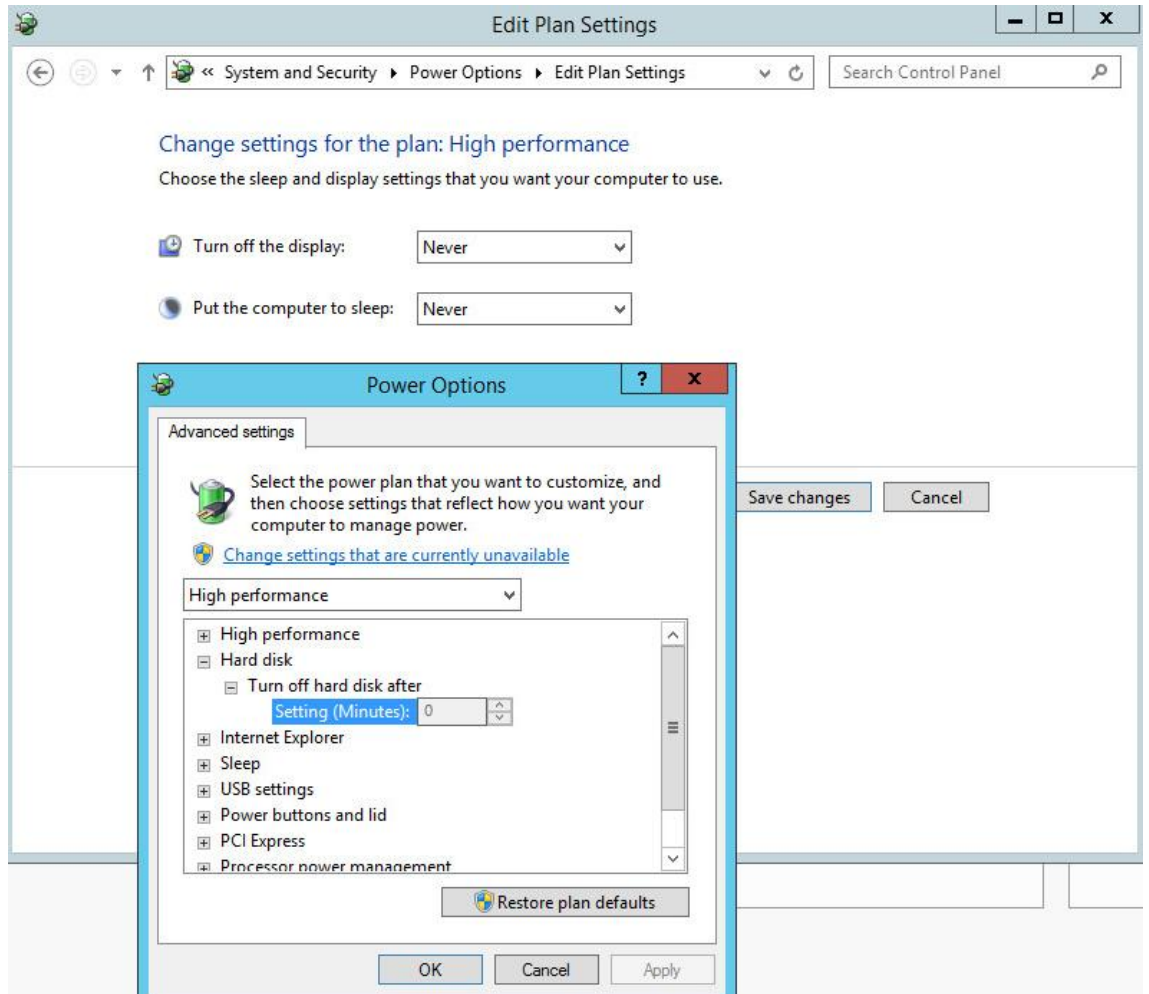 Edit Plan Settings
« System and Security Power Options Edit Plan Settings
Search Control Panel
Change settings for the plan: High performance
Choose the sleep and display settings that you want your computer to use.
Turn off the display: Never
Put the computer to sleep: Never
Power Options
? x
Advanced settings
Select the power plan that you want to customize, and
then choose settings that reflect how you want your
computer to manage power.
Change settings that are currently unavailable
High performance
High performance
Hard disk
Turn off hard disk after
Setting (Minutes): 0
Internet Explorer
Sleep
USB settings
Power buttons and lid
PCI Express
Processor power management
Restore plan defaults
OK Cancel Apply
Save changes Cancel